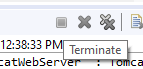 12:38:33 PM
Terminate
catWebServer : Tomca